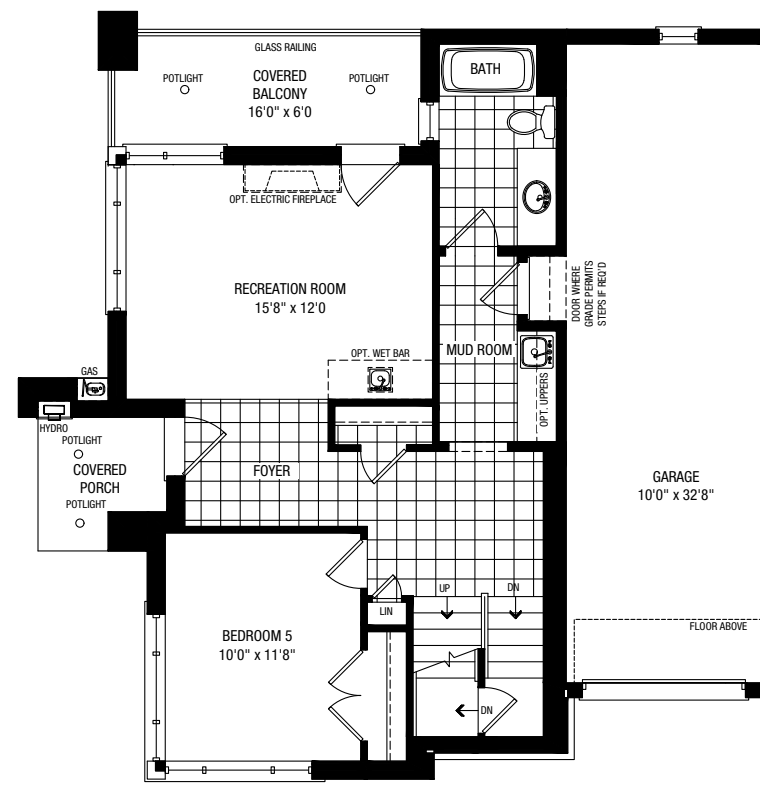 GLASS RAILING
POTLIGHT
COVERED
BALCONY
16'0" x 6'0
POTLIGHT
BATH
OPT. ELECTRIC FIREPLACE
RECREATION ROOM
15'8" x 12'0
DOOR WHERE
GRADE PERMITS
STEPS IF REQ'D
MUD ROOM
OPT. WET BAR
OPT. UPPERS
GAS
HYDRO
POTLIGHT
COVERED
PORCH
POTLIGHT
FOYER
GARAGE
10'0" x 32'8"
UP
DN
LIN
FLOOR ABOVE
BEDROOM 5
10'0" x 11'8"
DN